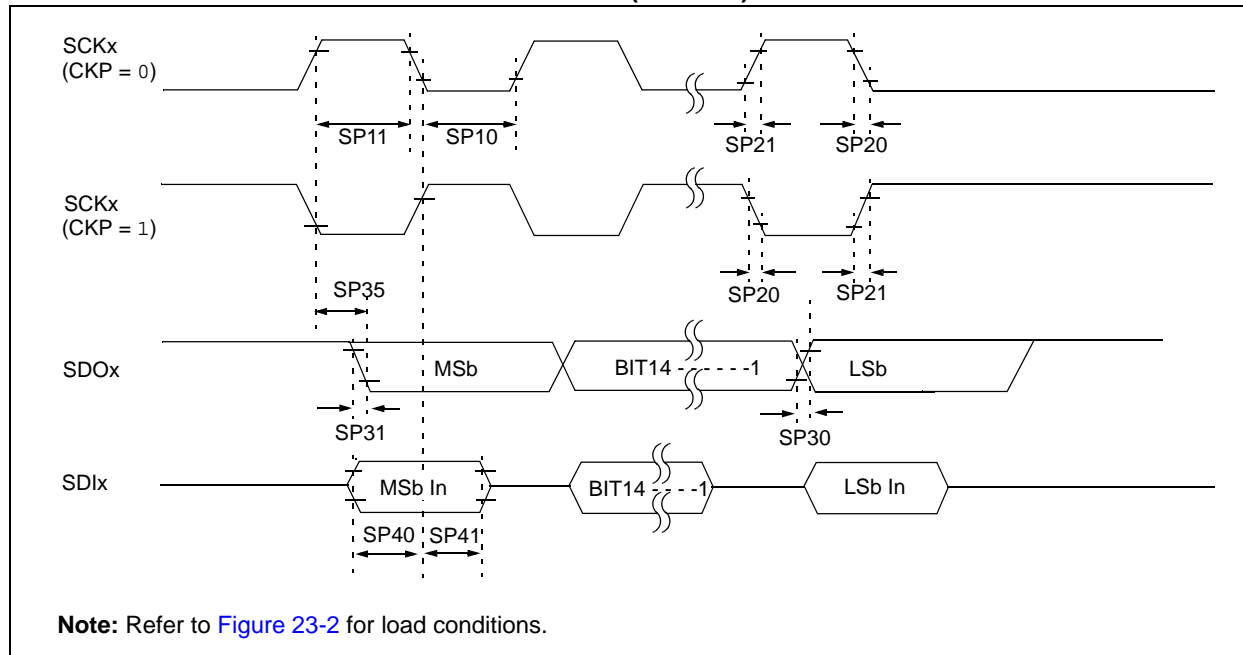 SCKx
(CKP = 0)
SP11
SP10
SP21
SP20
SCKx
(CKP = 1)
SP35
SP20
SP21
SDOx
MSb
BIT14 - - - - - -1
LSb
SP31
SP30
SDIx
MSb In
BIT14 - - - -1
LSb In
SP40
SP41
Note: Refer to Figure 23-2 for load conditions.